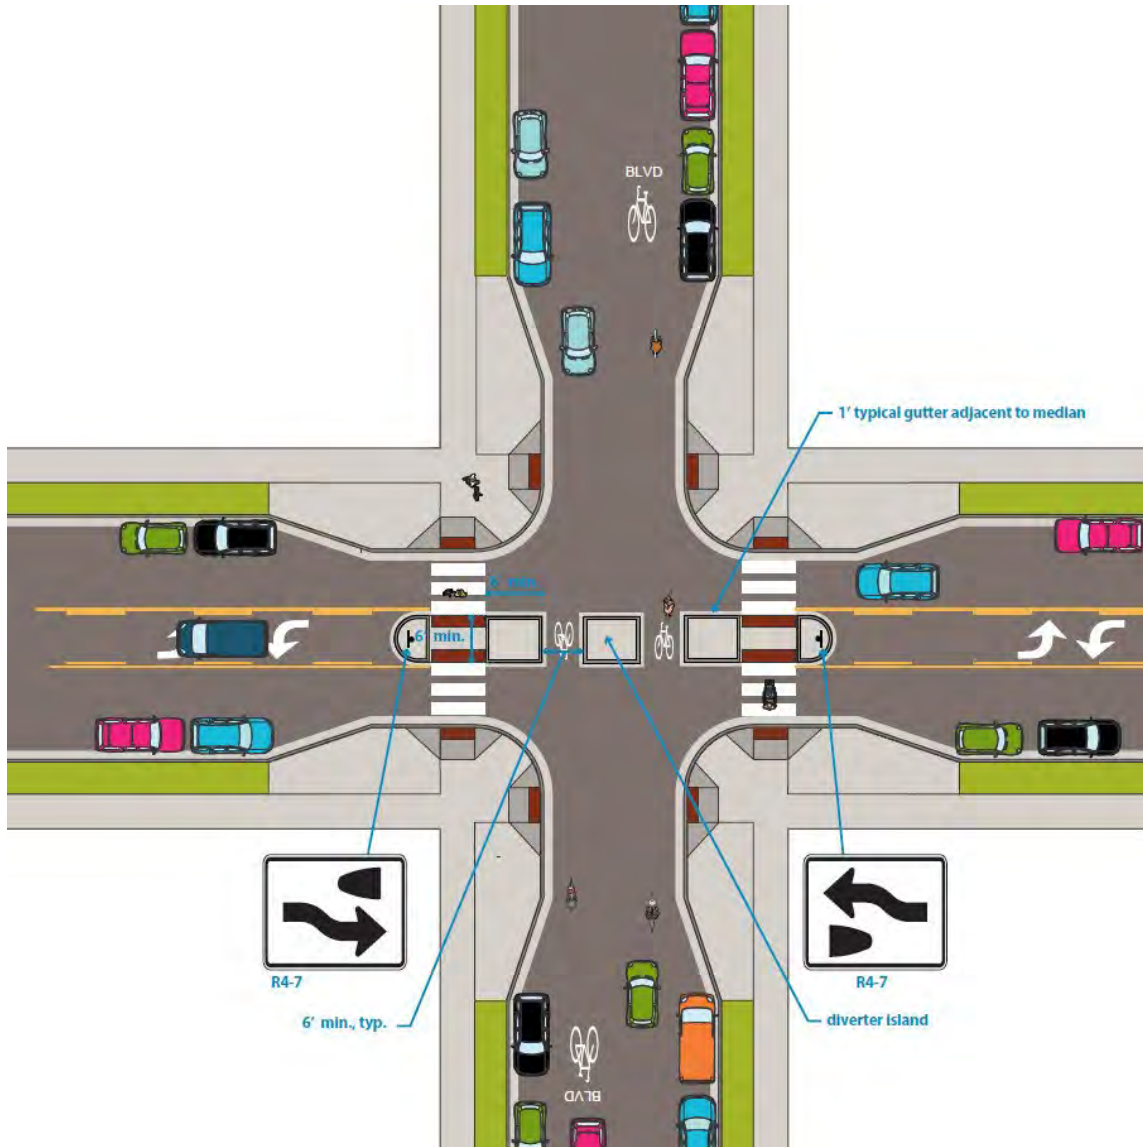 BLVD
1' typical gutter adjacent to median
6' min.
6' min.
R4-7
R4-7
6' min., typ.
diverter island
BLVD